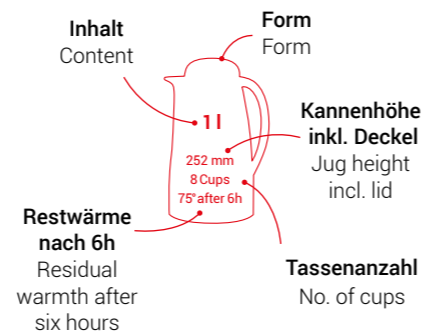 Inhalt
Content
Form
Form
1 l
252 mm
8 Cups
75° after 6h
Kannenhöhe
inkl. Deckel
Jug height
incl. lid
Restwärme
nach 6h
Residual
warmth after
six hours
Tassenanzahl
No. of cups